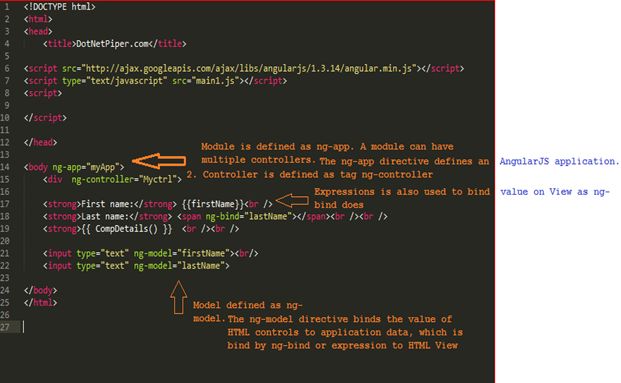 1 <!DOCTYPE html>
2 <html>
3 <head>
4 <title>DotNetPiper.com</title>
5
6 <script src="http://ajax.googleapis.com/ajax/libs/angularjs/1.3.14/angular.min.js"></script>
7 <script type="text/javascript" src="main1.js"></script>
8 <script>
9
10 </script>
11
12 </head>
13
Module is defined as ng-app. A module can have
multiple controllers. The ng-app directive defines an AngularJS application.
14 <body ng-app="myApp">
2. Controller is defined as tag ng-controller
15 <div ng-controller="Myctrl">
16
Expressions is also used to bind value on View as ng-
bind does
17 <strong>First name:</strong> {{firstName}}<br />
18 <strong>Last name:</strong> <span ng-bind="lastName"></span><br /><br />
19 <strong>{{ CompDetails() }} <br /><br />
20
21 <input type="text" ng-model="firstName"><br/>
22 <input type="text" ng-model="lastName">
23
24 </body>
25 </html>
26
27
Model defined as ng-
model. The ng-model directive binds the value of
HTML controls to application data, which is
bind by ng-bind or expression to HTML View